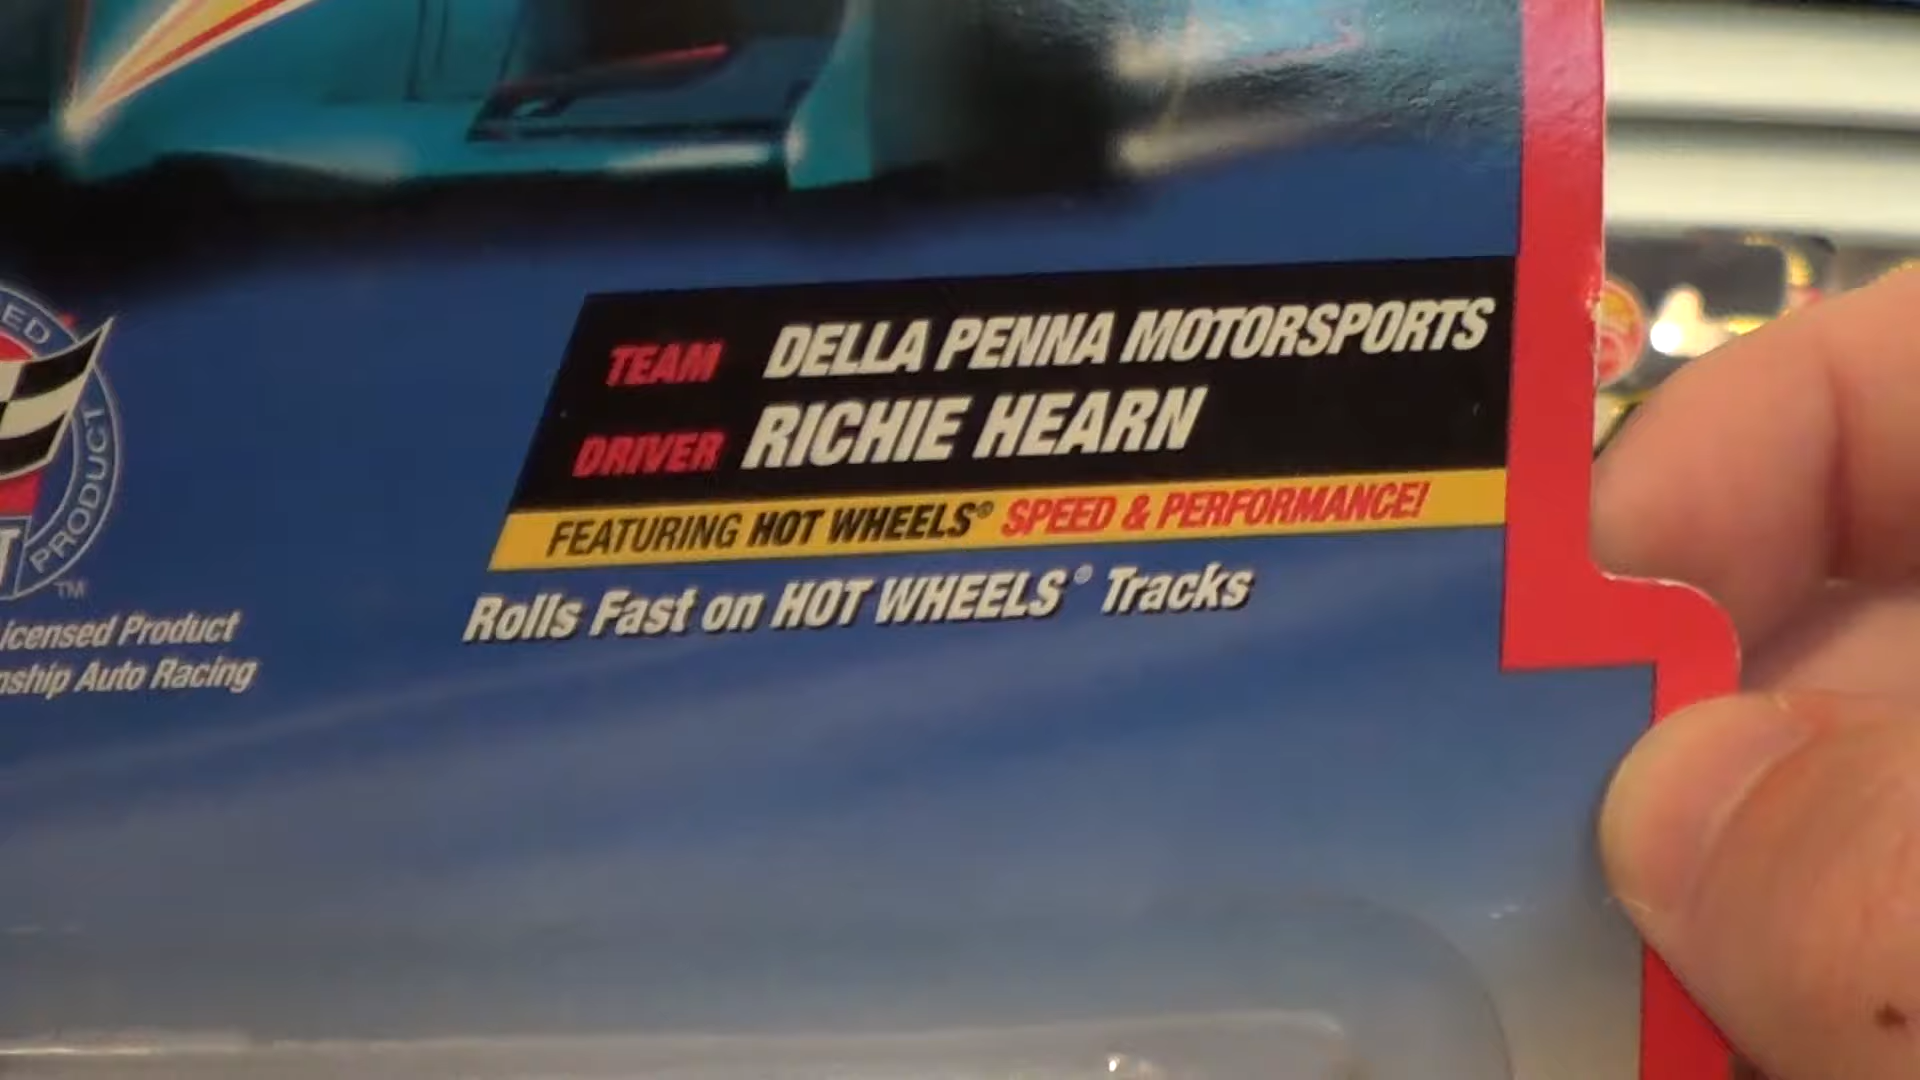 TEAM DELLA PENNA MOTORSPORTS
DRIVER RICHIE HEARN
FEATURING HOT WHEELS® SPEED & PERFORMANCE!
Rolls Fast on HOT WHEELS® Tracks
PRODUCT
TM
Product
Auto Racing